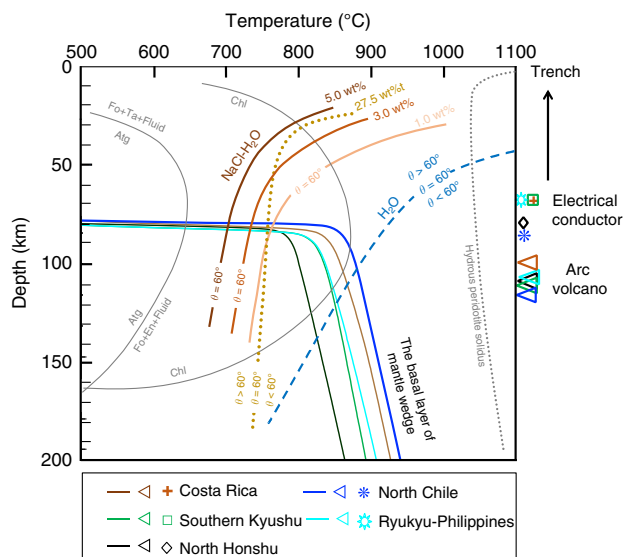 Temperature (°C)
500 600 700 800 900 1000 1100
0
50
100
150
200
Depth (km)
Trench
Electrical
conductor
Arc
volcano
Fo+Ta+Fluid
Atg
Chl
5.0 wt%
27.5 wt%t
3.0 wt%
1.0 wt%
NaCl-H2O
θ = 60°
H2O
θ > 60°
θ = 60°
θ < 60°
Hydrous peridotite solidus
θ = 60°
θ = 60°
Atg
Fo+En+Fluid
Chl
θ > 60°
θ = 60°
θ < 60°
The basal layer of
mantle wedge
Costa Rica
North Chile
Southern Kyushu
Ryukyu-Philippines
North Honshu